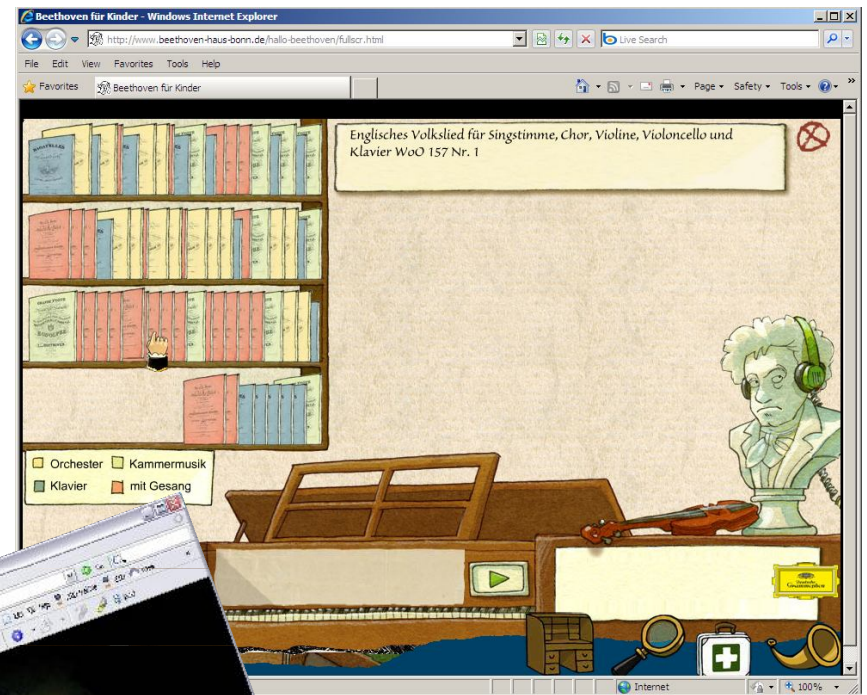 Beethoven für Kinder - Windows Internet Explorer
http://www.beethoven-haus-bonn.de/hallo-beethoven/fullscr.html
Live Search
File Edit View Favorites Tools Help
Favorites Beethoven für Kinder Page Safety Tools
Englisches Volkslied für Singstimme, Chor, Violine, Violoncello und
Klavier WoO 157 Nr. 1
Orchester Kammermusik
Klavier mit Gesang
Internet 100%